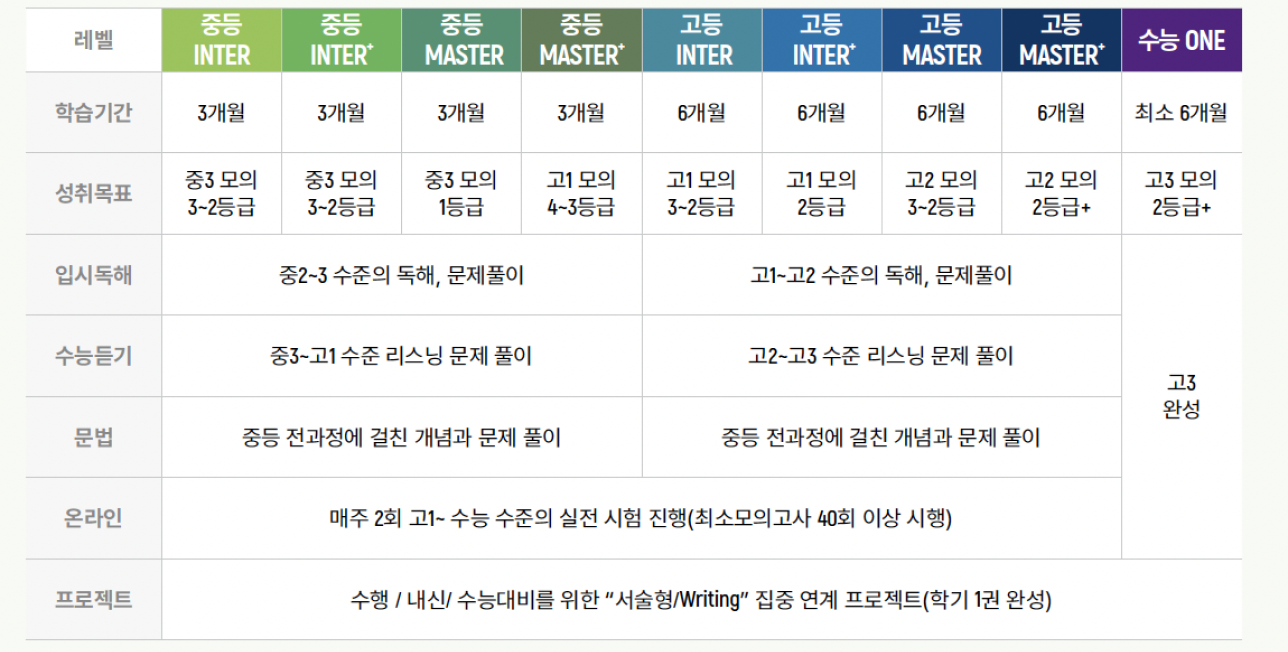 레벨
중등
INTER
중등
INTER+
중등
MASTER
중등
MASTER+
고등
INTER
고등
INTER+
고등
MASTER
고등
MASTER+
수능 ONE
학습기간
3개월
3개월
3개월
3개월
6개월
6개월
6개월
6개월
최소 6개월
성취목표
중3 모의
3~2등급
중3 모의
3~2등급
중3 모의
1등급
고1 모의
4~3등급
고1 모의
3~2등급
고1 모의
2등급
고2 모의
3~2등급
고2 모의
2등급+
고3 모의
2등급+
입시독해
중2~3 수준의 독해, 문제풀이
고1~고2 수준의 독해, 문제풀이
수능듣기
중3~고1 수준 리스닝 문제 풀이
고2~고3 수준 리스닝 문제 풀이
고3
완성
문법
중등 전과정에 걸친 개념과 문제 풀이
중등 전과정에 걸친 개념과 문제 풀이
온라인
매주 2회 고1~ 수능 수준의 실전 시험 진행(최소모의고사 40회 이상 시행)
프로젝트
수행 / 내신/ 수능대비를 위한 “서술형/Writing” 집중 연계 프로젝트(학기 1권 완성)